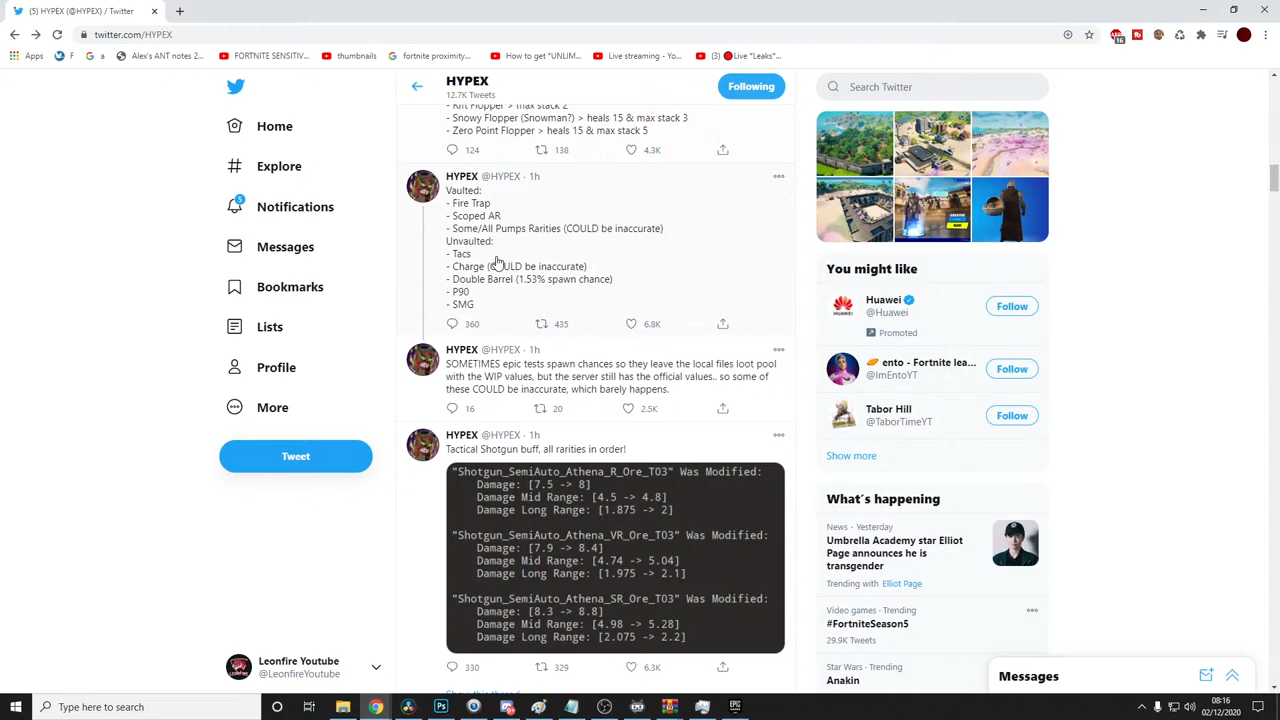 (5) HYPEX (@HYPEX) / Twitter
twitter.com/HYPEX
Apps
F
a
Alex's ANT notes 2...
FORTNITE SENSITIV...
thumbnails
fortnite proximity...
How to get *UNLIM...
Live streaming - Yo...
(3) 🔴Live *Leaks*...
HYPEX
12.7K Tweets
Following
Search Twitter
Home
Explore
5
Notifications
Messages
Bookmarks
Lists
Profile
More
Tweet
Leonfire Youtube
@LeonfireYoutube
- Rift Flopper > max stack 2
- Snowy Flopper (Snowman?) > heals 15 & max stack 3
- Zero Point Flopper > heals 15 & max stack 5
124 138 4.3K
HYPEX @HYPEX · 1h
Vaulted:
- Fire Trap
- Scoped AR
- Some/All Pumps Rarities (COULD be inaccurate)
Unvaulted:
- Tacs
- Charge (COULD be inaccurate)
- Double Barrel (1.53% spawn chance)
- P90
- SMG
360 435 6.8K
HYPEX @HYPEX · 1h
SOMETIMES epic tests spawn chances so they leave the local files loot pool
with the WIP values, but the server still has the official values.. so some of
these COULD be inaccurate, which barely happens.
16 20 2.5K
HYPEX @HYPEX · 1h
Tactical Shotgun buff, all rarities in order!
"Shotgun_SemiAuto_Athena_R_Ore_T03" Was Modified:
Damage: [7.5 -> 8]
Damage Mid Range: [4.5 -> 4.8]
Damage Long Range: [1.875 -> 2]
"Shotgun_SemiAuto_Athena_VR_Ore_T03" Was Modified:
Damage: [7.9 -> 8.4]
Damage Mid Range: [4.74 -> 5.04]
Damage Long Range: [1.975 -> 2.1]
"Shotgun_SemiAuto_Athena_SR_Ore_T03" Was Modified:
Damage: [8.3 -> 8.8]
Damage Mid Range: [4.98 -> 5.28]
Damage Long Range: [2.075 -> 2.2]
330 329 6.3K
Show this thread
You might like
Huawei
@Huawei
Promoted
Follow
ento - Fortnite lea...
@ImEntoYT
Follow
Tabor Hill
@TaborTimeYT
Follow
Show more
What's happening
News · Yesterday
Umbrella Academy star Elliot
Page announces he is
transgender
Trending with Elliot Page
Video games · Trending
#FortniteSeason5
29.9K Tweets
Star Wars · Trending
Anakin
Messages
Type here to search
08:16
02/12/2020